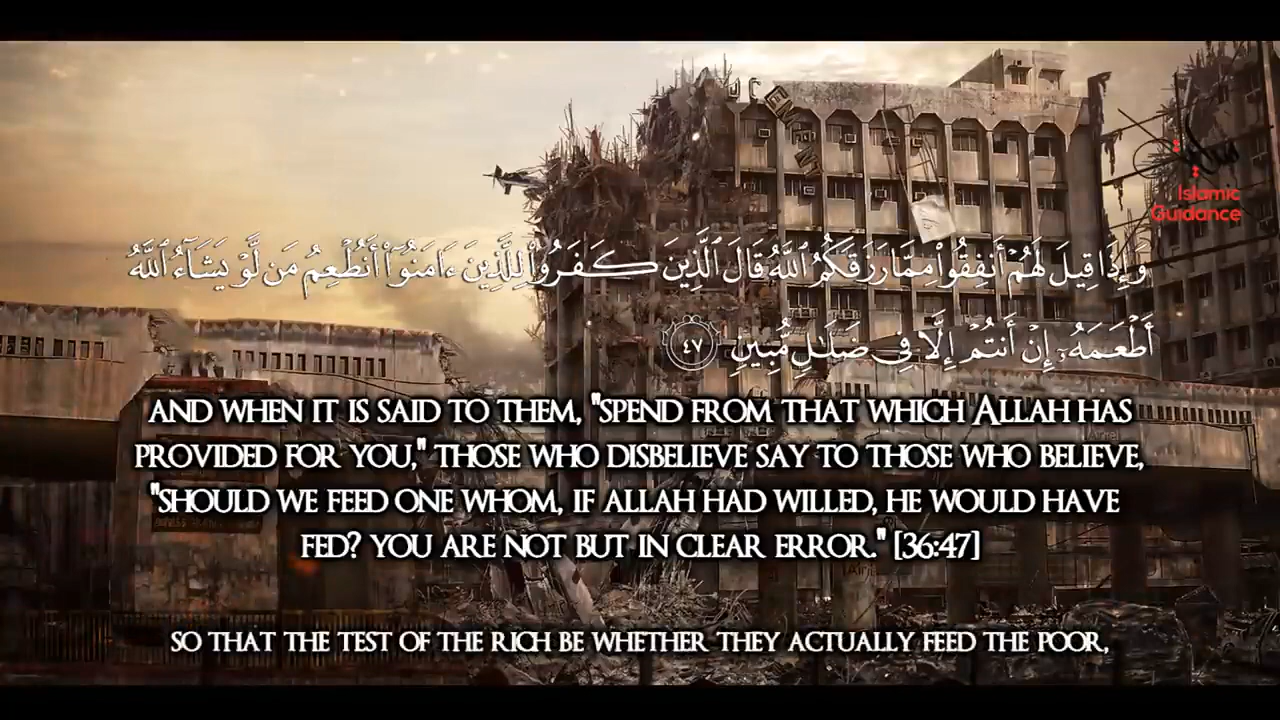 Islamic
Guidance
وَإِذَا قِيلَ لَهُمْ أَنفِقُوا۟ مِمَّا رَزَقَكُمُ ٱللَّهُ قَالَ ٱلَّذِينَ كَفَرُوا۟ لِلَّذِينَ ءَامَنُوٓا۟ أَنُطْعِمُ مَن لَّوْ يَشَآءُ ٱللَّهُ
أَطْعَمَهُۥٓ إِنْ أَنتُمْ إِلَّا فِى ضَلَـٰلٍ مُّبِينٍ ٤٧
AND WHEN IT IS SAID TO THEM, "SPEND FROM THAT WHICH ALLAH HAS
PROVIDED FOR YOU," THOSE WHO DISBELIEVE SAY TO THOSE WHO BELIEVE,
"SHOULD WE FEED ONE WHOM, IF ALLAH HAD WILLED, HE WOULD HAVE
FED? YOU ARE NOT BUT IN CLEAR ERROR." [36:47]
SO THAT THE TEST OF THE RICH BE WHETHER THEY ACTUALLY FEED THE POOR,